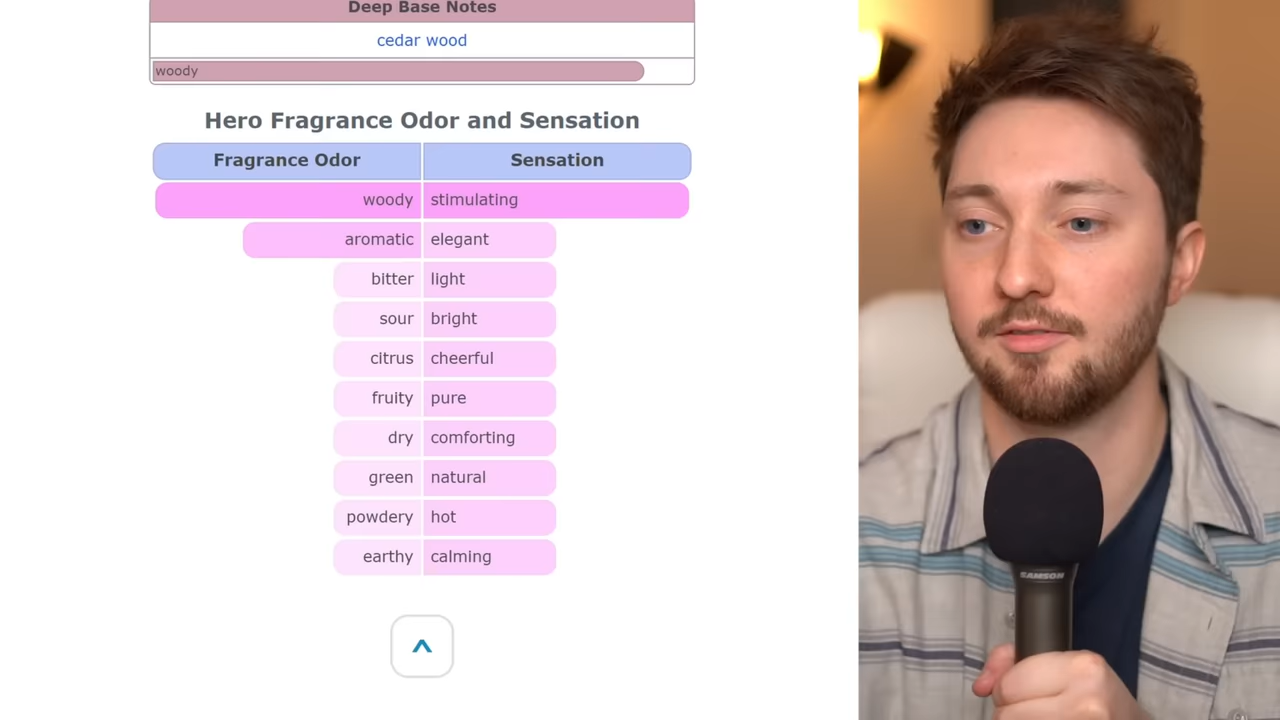 Deep Base Notes
cedar wood
woody
Hero Fragrance Odor and Sensation
Fragrance Odor Sensation
woody stimulating
aromatic elegant
bitter light
sour bright
citrus cheerful
fruity pure
dry comforting
green natural
powdery hot
earthy calming
SAMSON